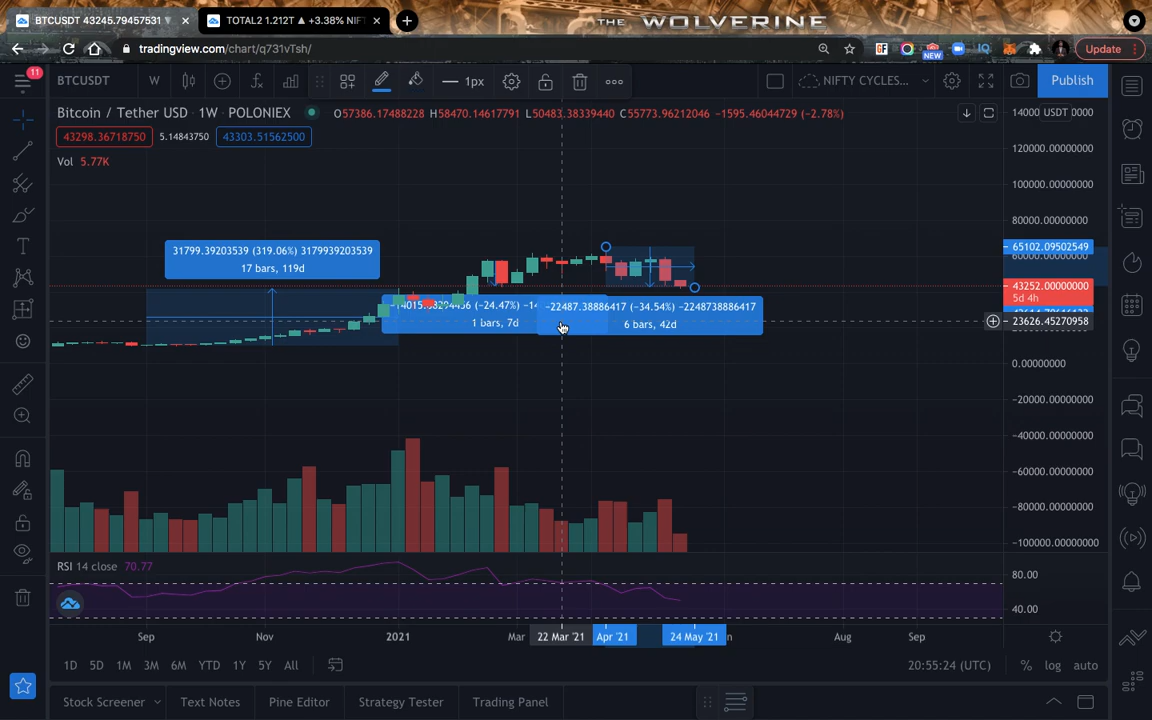 BTCUSDT 43245.79457531
TOTAL2 1.212T ▲ +3.38% NIF
THE WOLVERINE
tradingview.com/chart/q731vTsh/
NEW
IQ
Update
11
BTCUSDT
W
1px
NIFTY CYCLES...
Publish
Bitcoin / Tether USD · 1W · POLONIEX
O57386.17488228 H58470.14617791 L50483.38339440 C55773.96212046 −1595.46044729 (−2.78%)
USDT
43298.36718750
5.14843750
43303.51562500
Vol 5.77K
120000.00000000
100000.00000000
80000.00000000
65102.09502549
43252.00000000
5d 4h
23626.45270958
0.00000000
−20000.00000000
−40000.00000000
−60000.00000000
−80000.00000000
−100000.00000000
31799.39203539 (319.06%) 3179939203539
17 bars, 119d
(−24.47%)
1 bars, 7d
−22487.38886417 (−34.54%) −2248738886417
6 bars, 42d
RSI 14 close 70.77
80.00
40.00
Sep
Nov
2021
Mar
22 Mar '21
Apr '21
24 May '21
Aug
Sep
1D 5D 1M 3M 6M YTD 1Y 5Y All
20:55:24 (UTC)
% log auto
Stock Screener
Text Notes
Pine Editor
Strategy Tester
Trading Panel